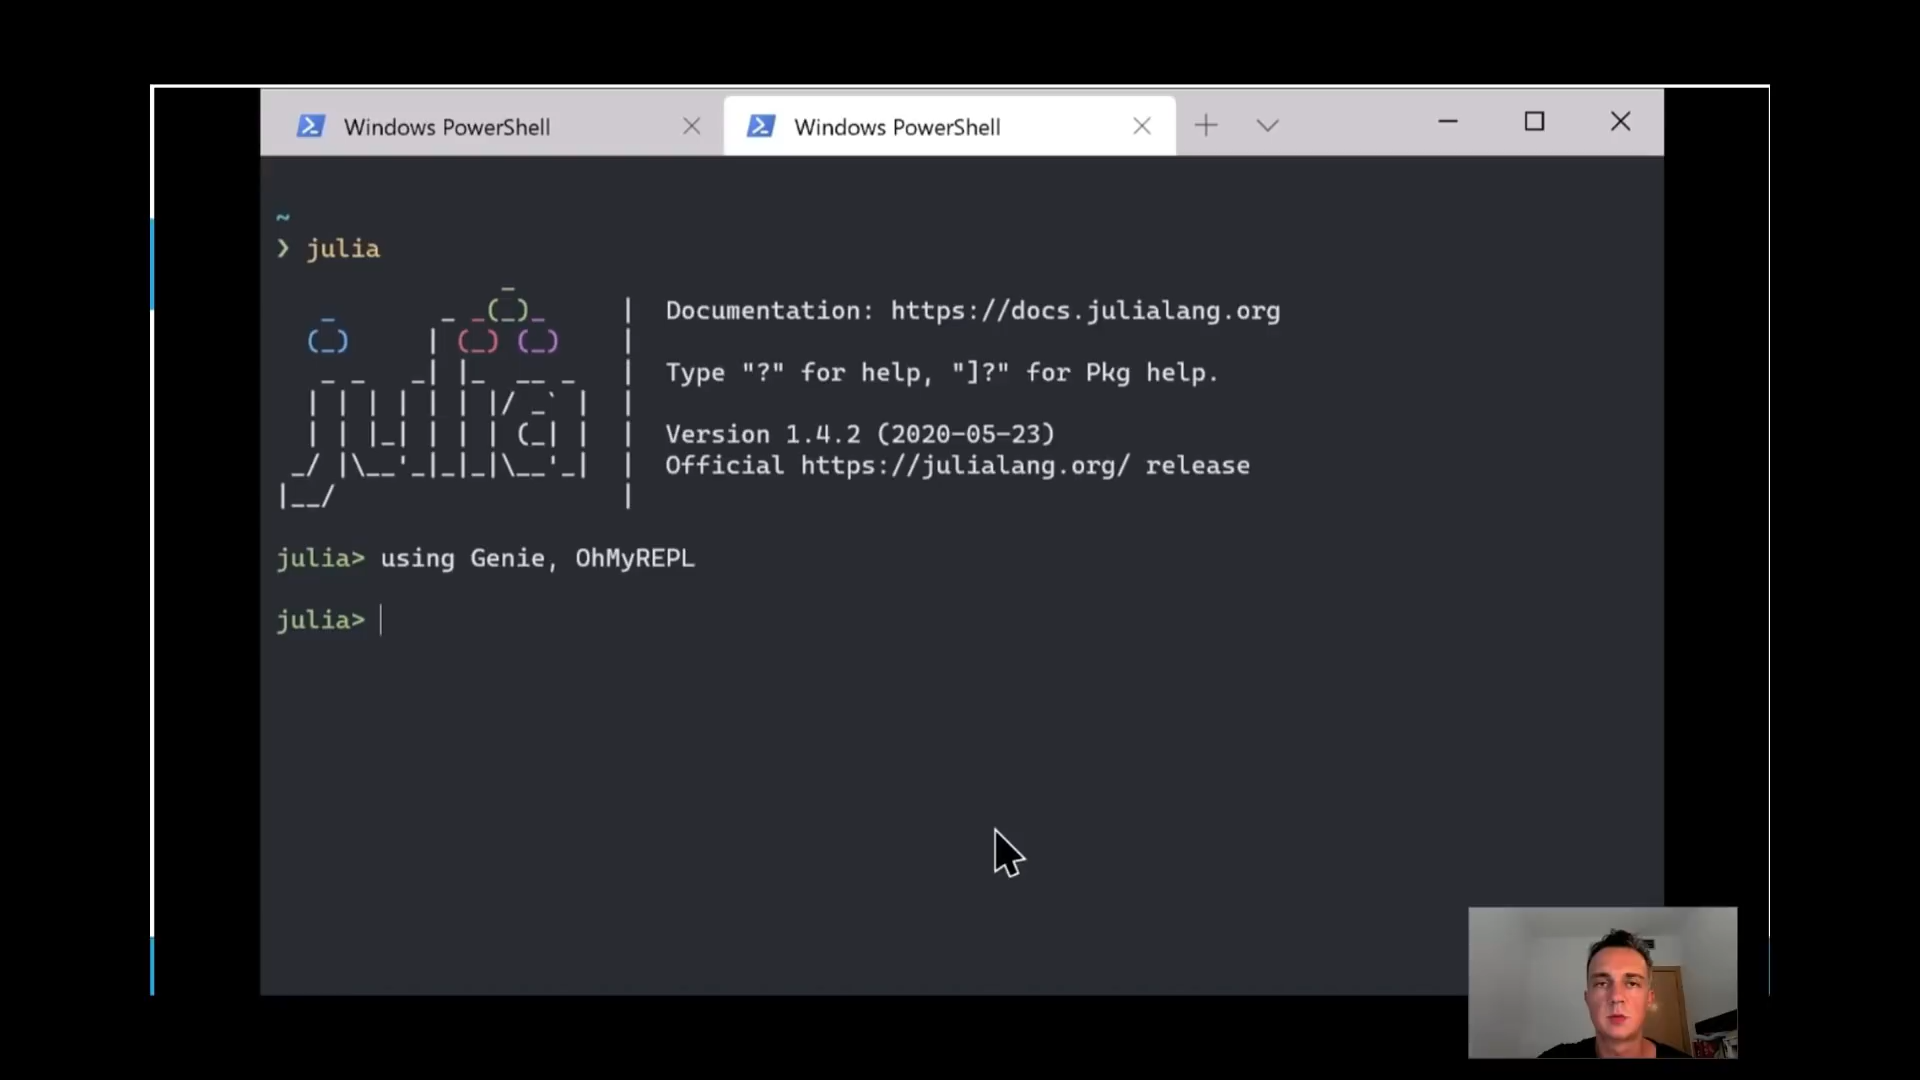 Windows PowerShell
Windows PowerShell
~
❯ julia
Documentation: https://docs.julialang.org
Type "?" for help, "]?" for Pkg help.
Version 1.4.2 (2020-05-23)
Official https://julialang.org/ release
julia> using Genie, OhMyREPL
julia>